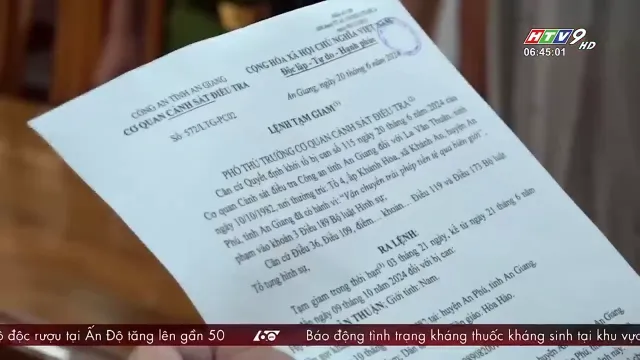 HTV9 HD
06:45:01
CỘNG HÒA XÃ HỘI CHỦ NGHĨA VIỆT NAM
Độc lập - Tự do - Hạnh phúc
CÔNG AN TỈNH AN GIANG
CƠ QUAN CẢNH SÁT ĐIỀU TRA
An Giang, ngày 20 tháng 6 năm 2024
Số 572/LTG-PC02
LỆNH TẠM GIAM(1)
PHÓ THỦ TRƯỞNG CƠ QUAN CẢNH SÁT ĐIỀU TRA
Căn cứ Quyết định khởi tố bị can số 315 ngày 20 tháng 6 năm 2024 của
Cơ quan Cảnh sát điều tra Công an tỉnh An Giang đối với La Văn Thuận, sinh
ngày 10/10/1982, nơi thường trú: Tổ 4, ấp Khánh Hòa, xã Khánh An, huyện An
Phú, tỉnh An Giang đã có hành vi: "Vận chuyển trái phép tiền tệ qua biên giới"
phạm vào khoản 3 Điều 189 Bộ luật Hình sự,
Căn cứ Điều 36, Điều 109, điểm... khoản... Điều 119 và Điều 173 Bộ luật
Tố tụng hình sự,
RA LỆNH:
Tạm giam trong thời hạn 03 tháng 21 ngày, kể từ ngày 21 tháng 6
năm 2024 đến ngày 09 tháng 10 năm 2024 đối với bị can:
THUẬN: Giới tính: Nam.
tại: huyện An Phú, tỉnh An Giang.
Hòa Hảo.
độc rượu tại Ấn Độ tăng lên gần 50
60
Báo động tình trạng kháng thuốc kháng sinh tại khu vực